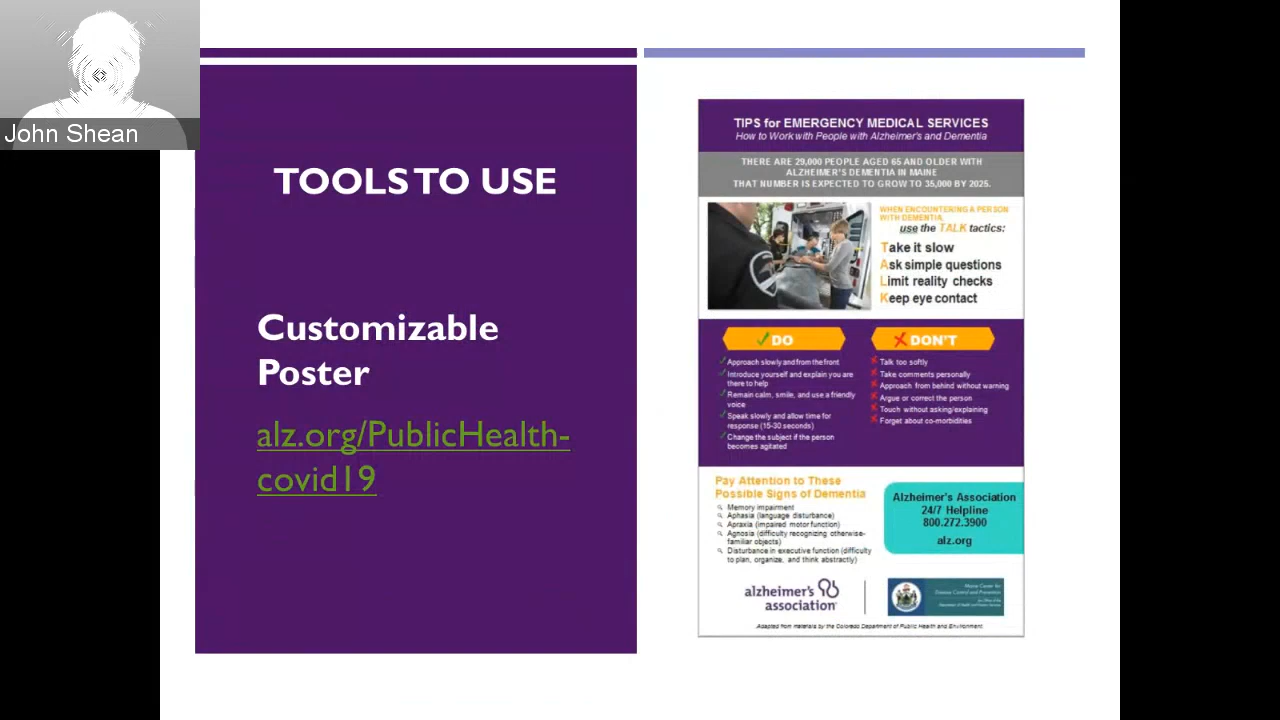 John Shean
TOOLS TO USE
Customizable
Poster
alz.org/PublicHealth-
covid19
TIPS for EMERGENCY MEDICAL SERVICES
How to Work with People with Alzheimer's and Dementia
THERE ARE 29,000 PEOPLE AGED 65 AND OLDER WITH
ALZHEIMER'S DEMENTIA IN MAINE
THAT NUMBER IS EXPECTED TO GROW TO 35,000 BY 2025.
WHEN ENCOUNTERING A PERSON
WITH DEMENTIA,
use the TALK tactics:
Take it slow
Ask simple questions
Limit reality checks
Keep eye contact
DO
Approach slowly and from the front
Introduce yourself and explain you are
there to help
Remain calm, smile, and use a friendly
voice
Speak slowly and allow time for
response (15-30 seconds)
Change the subject if the person
becomes agitated
DON'T
Talk too softly
Take comments personally
Approach from behind without warning
Argue or correct the person
Touch without asking/explaining
Forget about co-morbidities
Pay Attention to These
Possible Signs of Dementia
Memory impairment
Aphasia (language disturbance)
Apraxia (impaired motor function)
Agnosia (difficulty recognizing otherwise-
familiar objects)
Disturbance in executive function (difficulty
to plan, organize, and think abstractly)
Alzheimer's Association
24/7 Helpline
800.272.3900
alz.org
alzheimer's
association
Maine Center for
Disease Control and Prevention
Adapted from materials by the Colorado Department of Public Health and Environment.